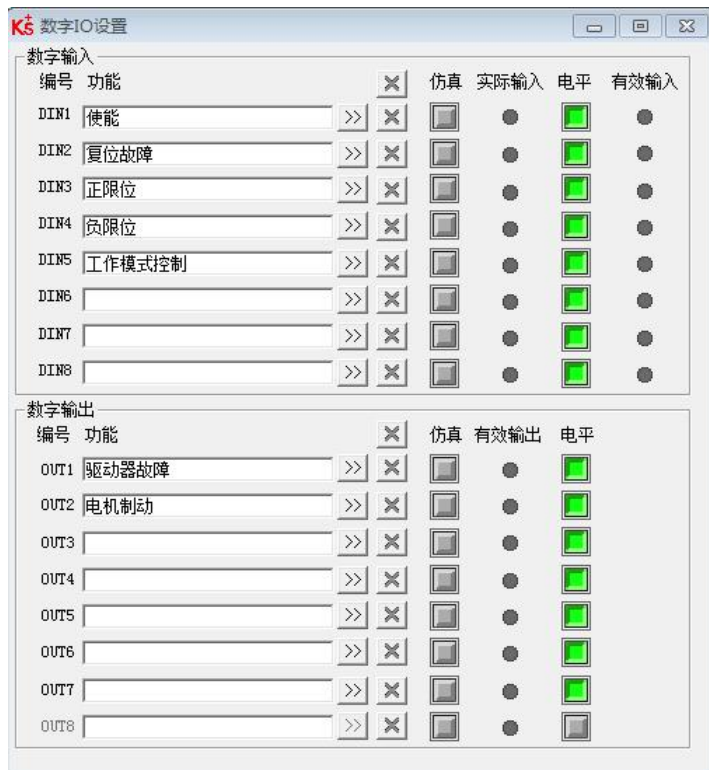 KS 数字IO设置
数字输入
编号 功能 仿真 实际输入 电平 有效输入
DIN1 使能 >>
DIN2 复位故障 >>
DIN3 正限位 >>
DIN4 负限位 >>
DIN5 工作模式控制 >>
DIN6 >>
DIN7 >>
DIN8 >>
数字输出
编号 功能 仿真 有效输出 电平
OUT1 驱动器故障 >>
OUT2 电机制动 >>
OUT3 >>
OUT4 >>
OUT5 >>
OUT6 >>
OUT7 >>
OUT8 >>